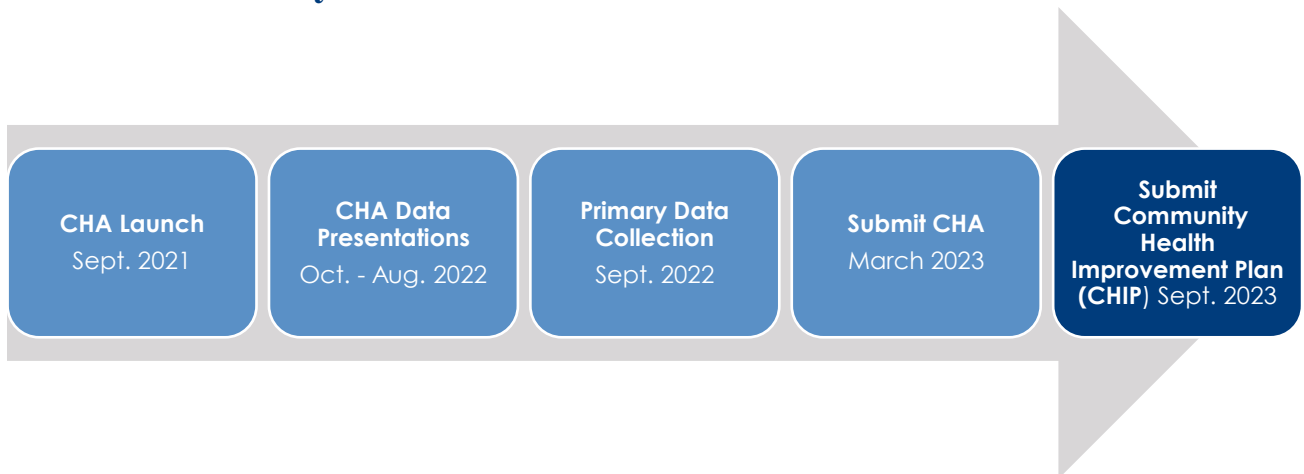 CHA Launch
Sept. 2021
CHA Data
Presentations
Oct. - Aug. 2022
Primary Data
Collection
Sept. 2022
Submit CHA
March 2023
Submit
Community
Health
Improvement Plan
(CHIP) Sept. 2023